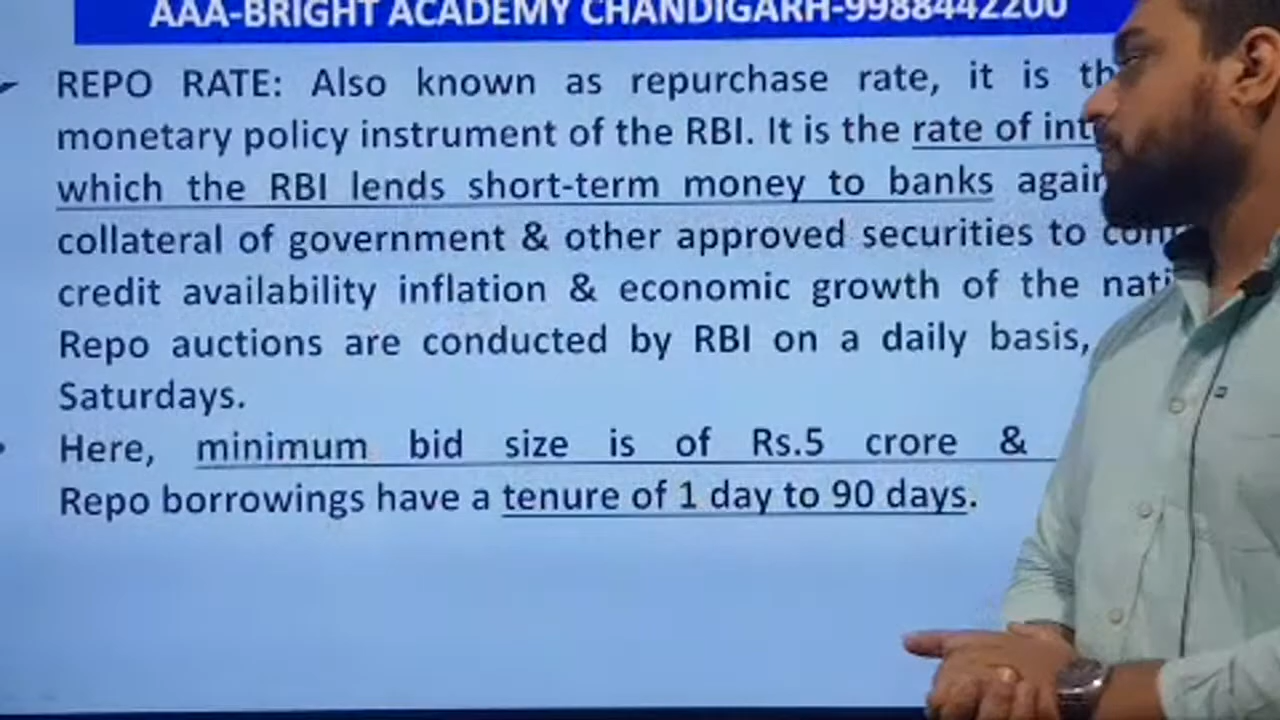 AAA-BRIGHT ACADEMY CHANDIGARH-9988442200
REPO RATE: Also known as repurchase rate, it is
monetary policy instrument of the RBI. It is the rate of
which the RBI lends short-term money to banks
collateral of government & other approved securities to
credit availability inflation & economic growth of the
Repo auctions are conducted by RBI on a daily basis,
Saturdays.
Here, minimum bid size is of Rs.5 crore &
Repo borrowings have a tenure of 1 day to 90 days.